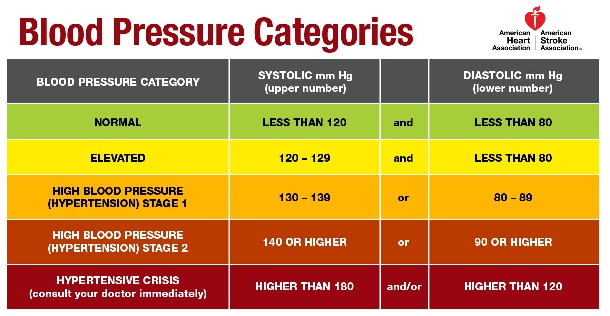 Blood Pressure Categories
American Heart Association
American Stroke Association®
BLOOD PRESSURE CATEGORY
SYSTOLIC mm Hg
(upper number)
DIASTOLIC mm Hg
(lower number)
NORMAL
LESS THAN 120
and
LESS THAN 80
ELEVATED
120 – 129
and
LESS THAN 80
HIGH BLOOD PRESSURE
(HYPERTENSION) STAGE 1
130 – 139
or
80 – 89
HIGH BLOOD PRESSURE
(HYPERTENSION) STAGE 2
140 OR HIGHER
or
90 OR HIGHER
HYPERTENSIVE CRISIS
(consult your doctor immediately)
HIGHER THAN 180
and/or
HIGHER THAN 120